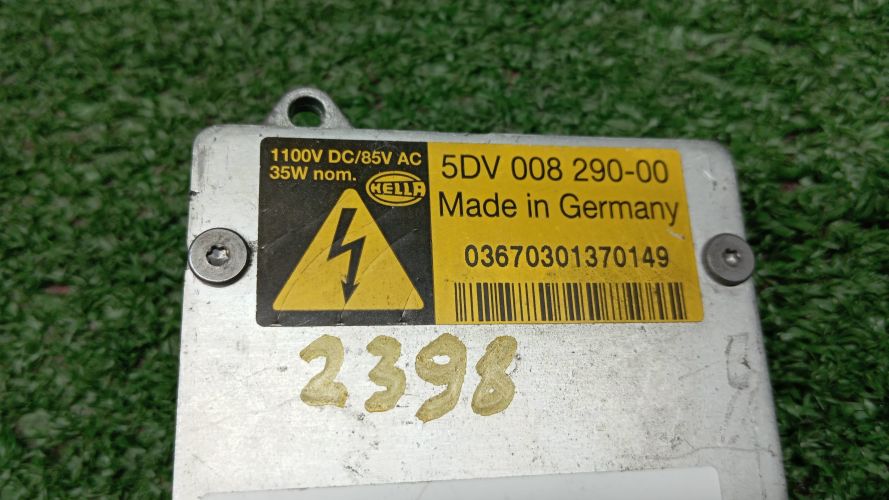 1100V DC/85V AC
35W nom.
HELLA
5DV 008 290-00
Made in Germany
03670301370149
2398